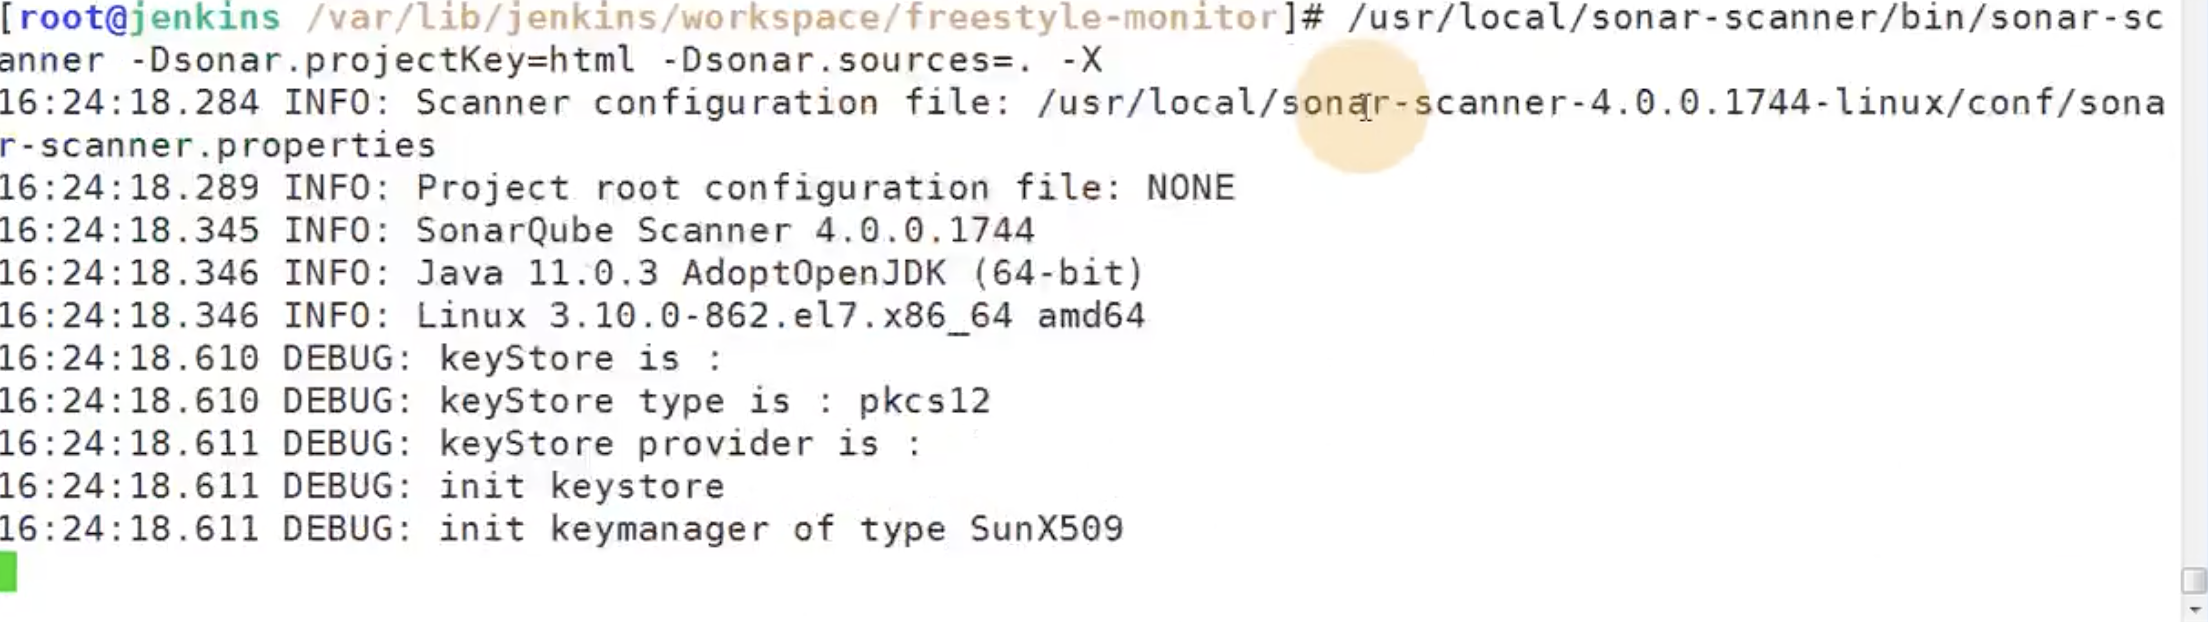 [root@jenkins /var/lib/jenkins/workspace/freestyle-monitor]# /usr/local/sonar-scanner/bin/sonar-sc
anner -Dsonar.projectKey=html -Dsonar.sources=. -X
16:24:18.284 INFO: Scanner configuration file: /usr/local/sonar-scanner-4.0.0.1744-linux/conf/sona
r-scanner.properties
16:24:18.289 INFO: Project root configuration file: NONE
16:24:18.345 INFO: SonarQube Scanner 4.0.0.1744
16:24:18.346 INFO: Java 11.0.3 AdoptOpenJDK (64-bit)
16:24:18.346 INFO: Linux 3.10.0-862.el7.x86_64 amd64
16:24:18.610 DEBUG: keyStore is :
16:24:18.610 DEBUG: keyStore type is : pkcs12
16:24:18.611 DEBUG: keyStore provider is :
16:24:18.611 DEBUG: init keystore
16:24:18.611 DEBUG: init keymanager of type SunX509